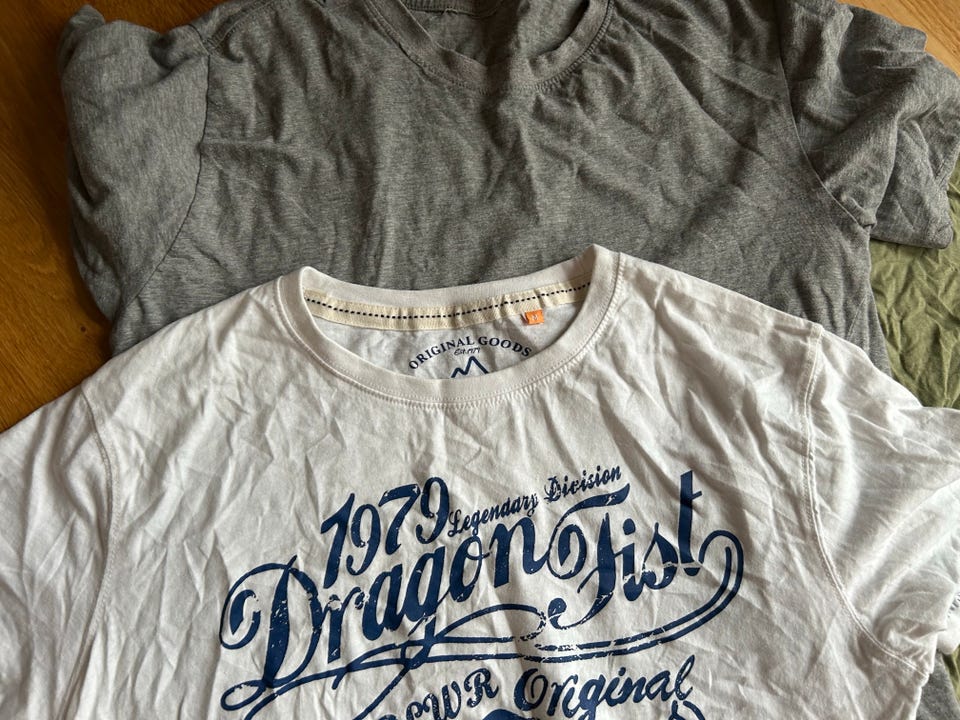 ORIGINAL GOODS
1979 Legendary Division
Dragon Fist
Original